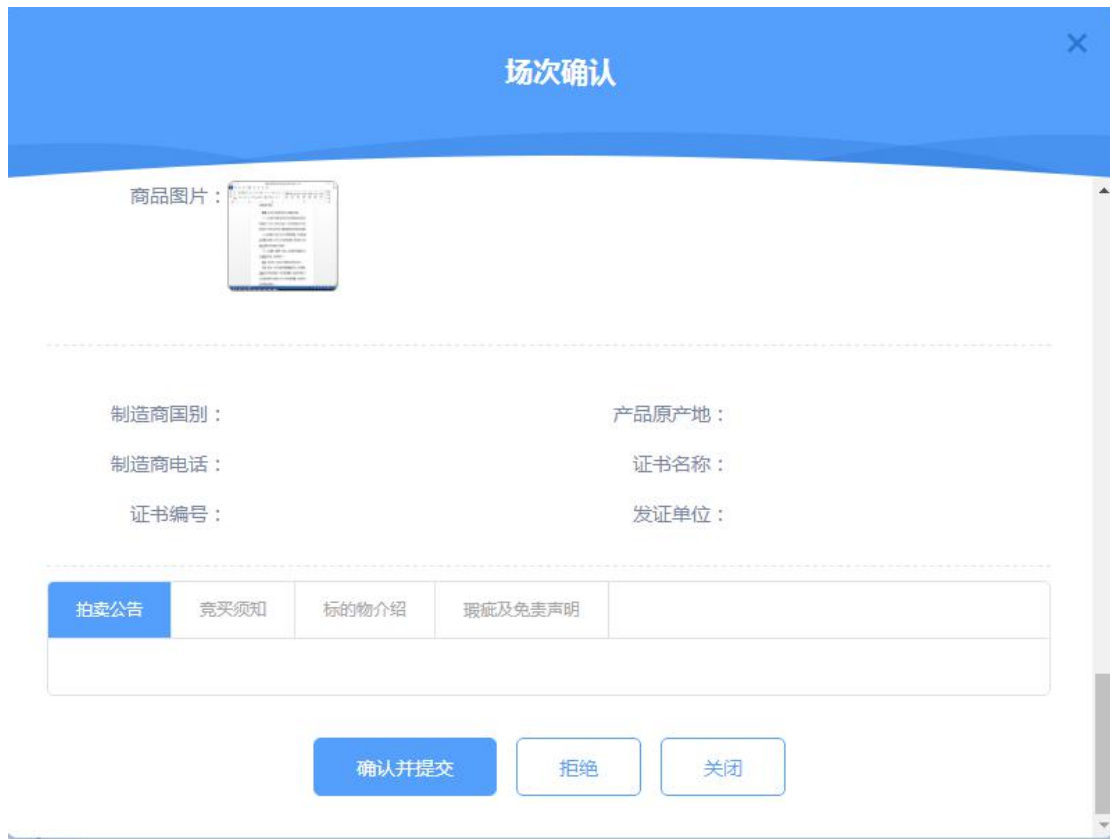 场次确认
商品图片：
制造商国别：
产品原产地：
制造商电话：
证书名称：
证书编号：
发证单位：
拍卖公告 竞买须知 标的物介绍 瑕疵及免责声明
确认并提交 拒绝 关闭